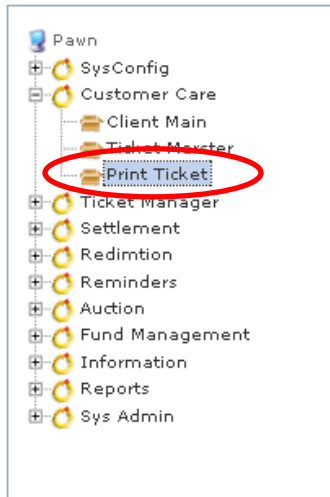 Pawn
SysConfig
Customer Care
Client Main
Ticket Marster
Print Ticket
Ticket Manager
Settlement
Redimtion
Reminders
Auction
Fund Management
Information
Reports
Sys Admin